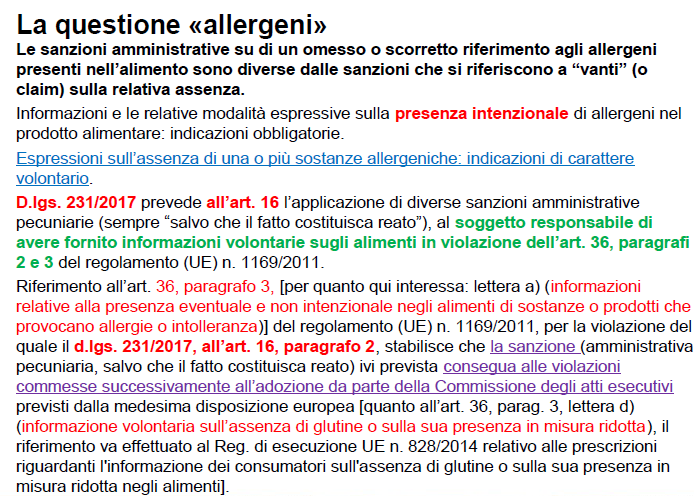 La questione «allergeni»
Le sanzioni amministrative su di un omesso o scorretto riferimento agli allergeni
presenti nell’alimento sono diverse dalle sanzioni che si riferiscono a “vanti” (o
claim) sulla relativa assenza.
Informazioni e le relative modalità espressive sulla presenza intenzionale di allergeni nel
prodotto alimentare: indicazioni obbligatorie.
Espressioni sull’assenza di una o più sostanze allergeniche: indicazioni di carattere
volontario.
D.lgs. 231/2017 prevede all’art. 16 l’applicazione di diverse sanzioni amministrative
pecuniarie (sempre “salvo che il fatto costituisca reato”), al soggetto responsabile di
avere fornito informazioni volontarie sugli alimenti in violazione dell’art. 36, paragrafi
2 e 3 del regolamento (UE) n. 1169/2011.
Riferimento all’art. 36, paragrafo 3, [per quanto qui interessa: lettera a) (informazioni
relative alla presenza eventuale e non intenzionale negli alimenti di sostanze o prodotti che
provocano allergie o intolleranza)] del regolamento (UE) n. 1169/2011, per la violazione del
quale il d.lgs. 231/2017, all’art. 16, paragrafo 2, stabilisce che la sanzione (amministrativa
pecuniaria, salvo che il fatto costituisca reato) ivi prevista consegua alle violazioni
commesse successivamente all’adozione da parte della Commissione degli atti esecutivi
previsti dalla medesima disposizione europea [quanto all’art. 36, parag. 3, lettera d)
(informazione volontaria sull’assenza di glutine o sulla sua presenza in misura ridotta), il
riferimento va effettuato al Reg. di esecuzione UE n. 828/2014 relativo alle prescrizioni
riguardanti l'informazione dei consumatori sull'assenza di glutine o sulla sua presenza in
misura ridotta negli alimenti].